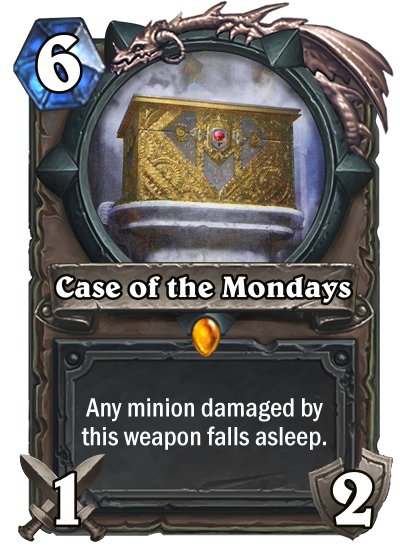 6
Case of the Mondays
Any minion damaged by
this weapon falls asleep.
1
2